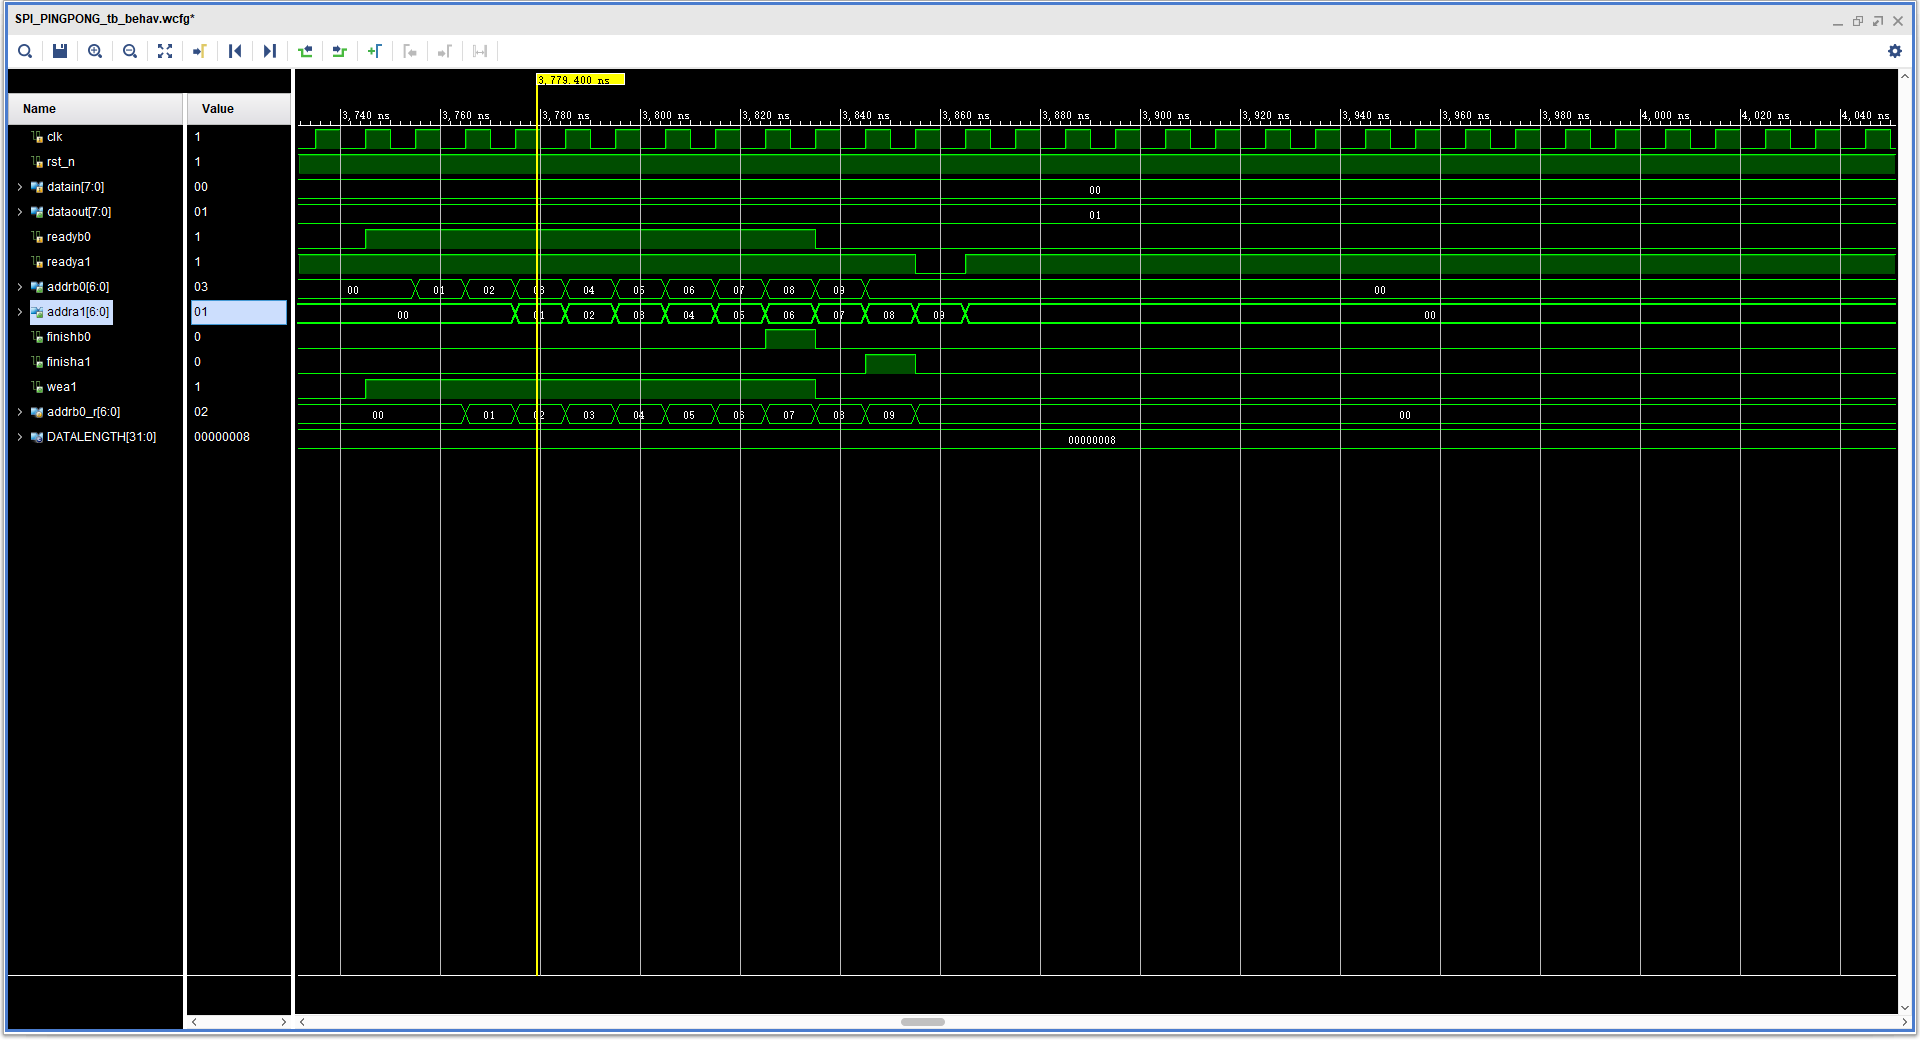 SPI_PINGPONG_tb_behav.wcfg*
3,779.400 ns
Name Value
3,740 ns 3,760 ns 3,780 ns 3,800 ns 3,820 ns 3,840 ns 3,860 ns 3,880 ns 3,900 ns 3,920 ns 3,940 ns 3,960 ns 3,980 ns 4,000 ns 4,020 ns 4,040 ns
clk 1
rst_n 1
datain[7:0] 00 00
dataout[7:0] 01 01
readyb0 1
readya1 1
addrb0[6:0] 03 00 01 02 03 04 05 06 07 08 09 00
addra1[6:0] 01 00 01 02 03 04 05 06 07 08 09 00
finishb0 0
finisha1 0
wea1 1
addrb0_r[6:0] 02 00 01 02 03 04 05 06 07 08 09 00
DATALENGTH[31:0] 00000008 00000008